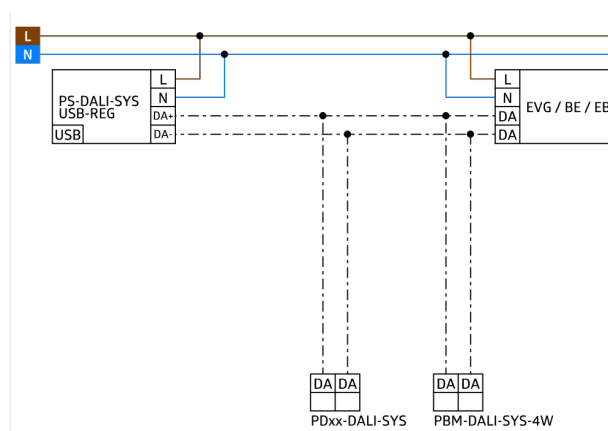 L
N
PS-DALI-SYS
USB-REG
USB
L
N
DA+
DA-
L
N
DA
DA
EVG / BE / EB
DA DA
PDxx-DALI-SYS
DA DA
PBM-DALI-SYS-4W